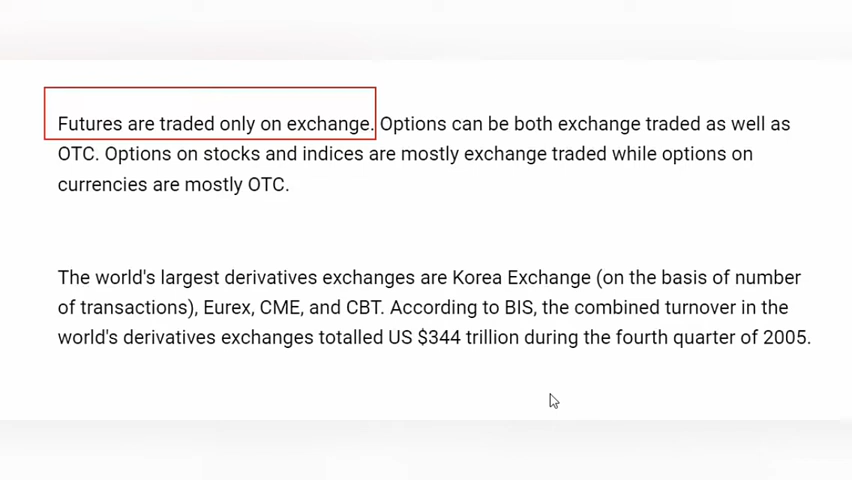 Futures are traded only on exchange. Options can be both exchange traded as well as
OTC. Options on stocks and indices are mostly exchange traded while options on
currencies are mostly OTC.
The world's largest derivatives exchanges are Korea Exchange (on the basis of number
of transactions), Eurex, CME, and CBT. According to BIS, the combined turnover in the
world's derivatives exchanges totalled US $344 trillion during the fourth quarter of 2005.